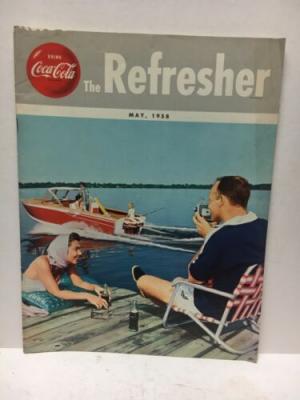 DRINK
Coca-Cola
The Refresher
MAY, 1958